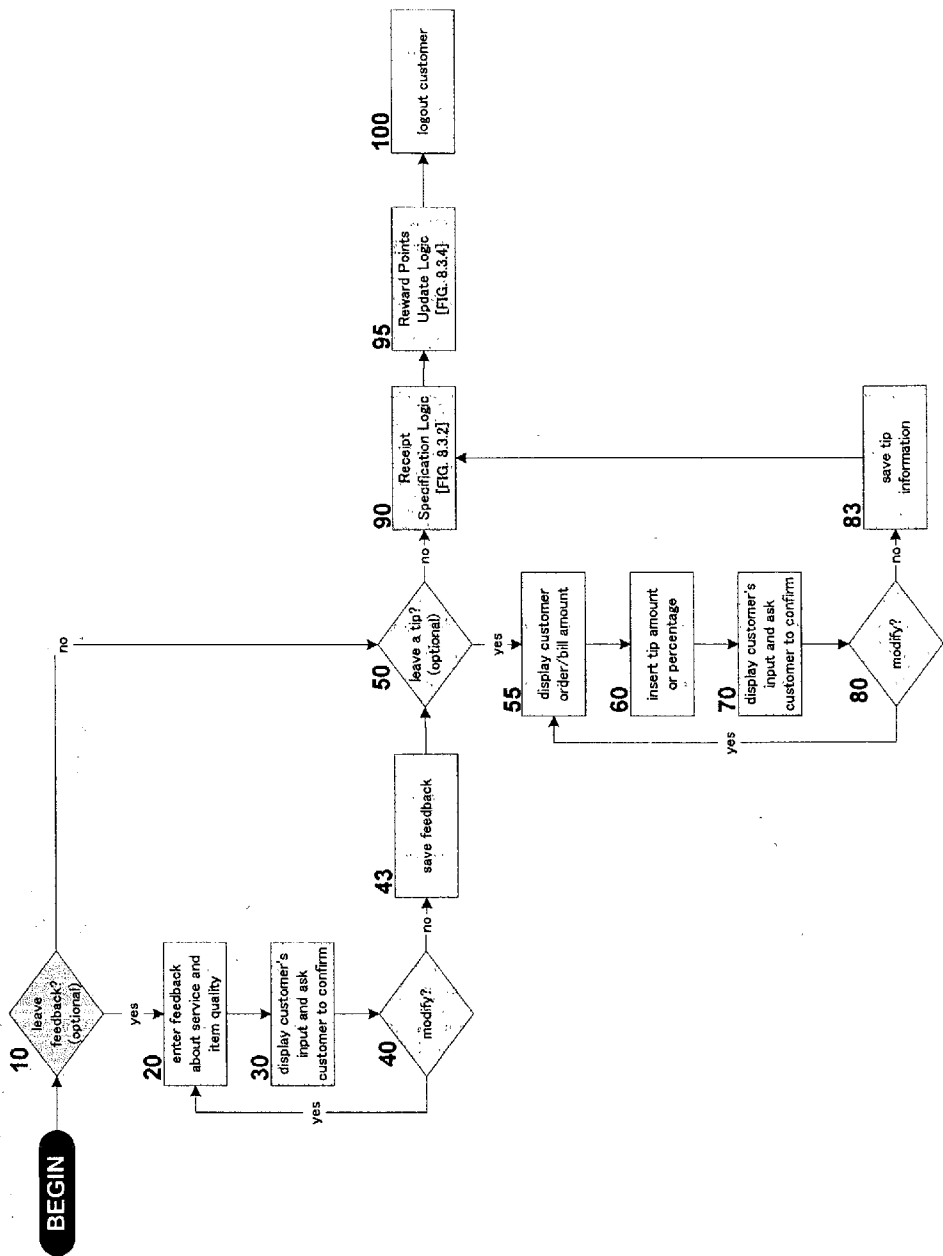 BEGIN
10
leave
feedback?
(optional)
no
yes
20
enter feedback
about service and
item quality
30
display customer's
input and ask
customer to confirm
40
modify?
yes
no
43
save feedback
50
leave a tip?
(optional)
no
yes
55
display customer
order/bill amount
60
insert tip amount
or percentage
70
display customer's
input and ask
customer to confirm
80
modify?
yes
no
83
save tip
information
90
Receipt
Specification Logic
[FIG. 8.3.2]
95
Reward Points
Update Logic
[FIG. 8.3.4]
100
logout customer